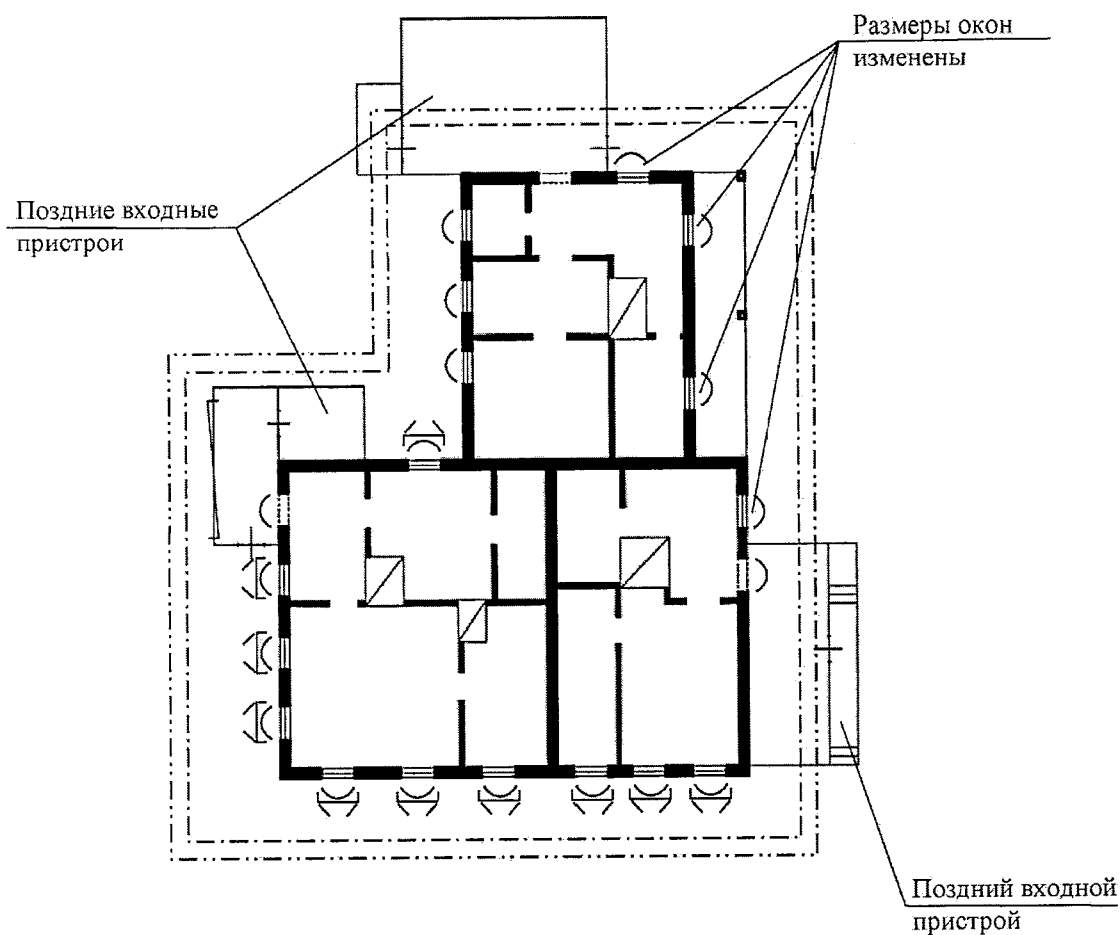 Размеры окон
изменены
Поздние входные
пристрои
Поздний входной
пристрой